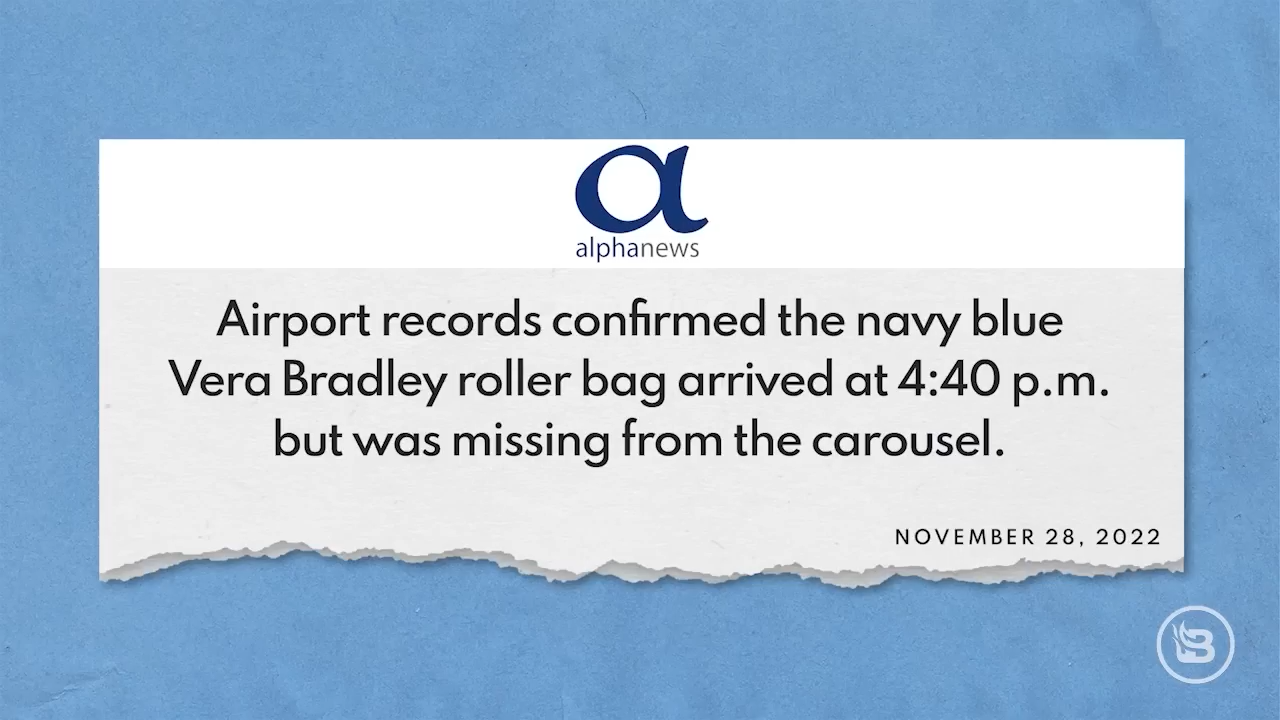 alphanews
Airport records confirmed the navy blue
Vera Bradley roller bag arrived at 4:40 p.m.
but was missing from the carousel.
NOVEMBER 28, 2022
B